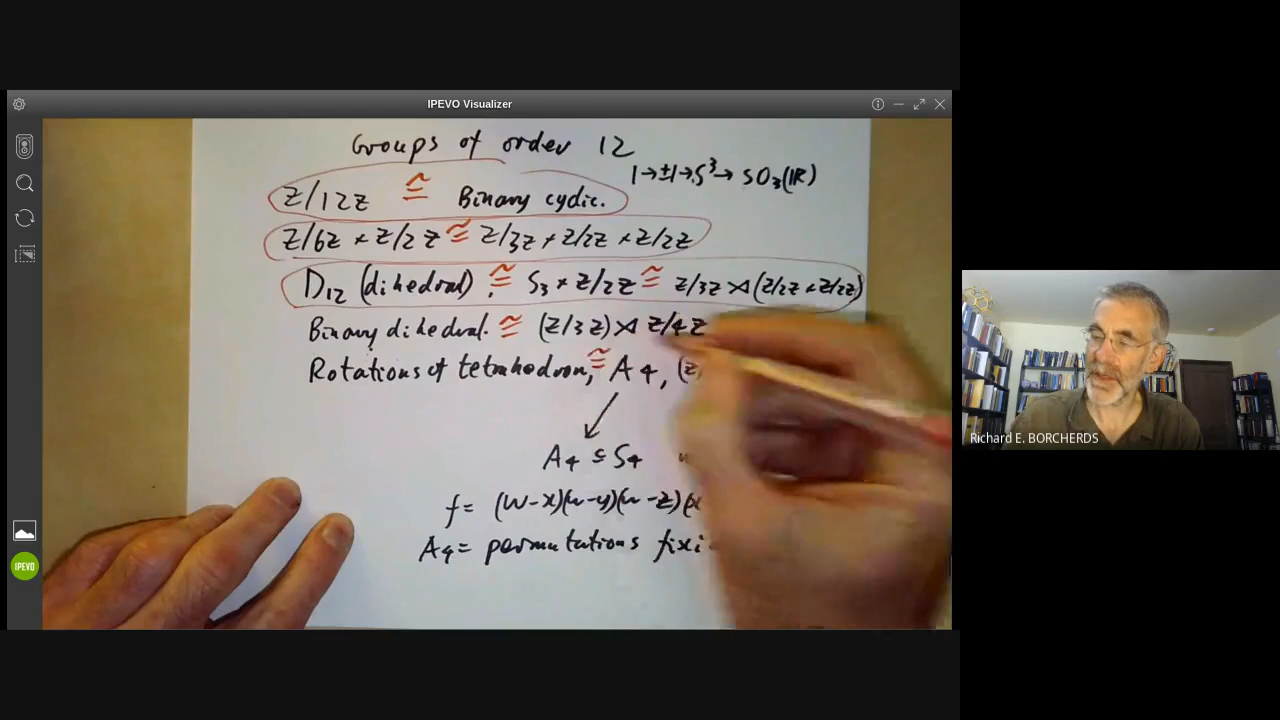 IPEVO Visualizer
Groups of order 12
1→±1→S³→SO₃(ℝ)
Z/12Z ≅ Binary cyclic.
Z/6Z × Z/2Z ≅ Z/3Z × Z/2Z × Z/2Z
D₁₂ (dihedral). ≅ S₃ × Z/2Z ≅ Z/3Z ⋊ (Z/2Z × Z/2Z)
Binary dihedral. ≅ (Z/3Z) ⋊ Z/4Z
Rotations of tetrahedron, ≅ A₄, (Z/
A₄ ⊆ S₄
f = (w-x)(w-y)(w-z)(x
A₄ = permutations fixi
Richard E. BORCHERDS
IPEVO